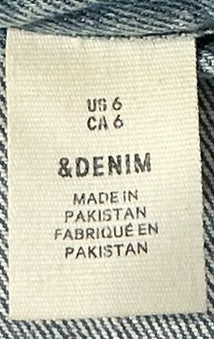 US 6
CA 6
&DENIM
MADE IN
PAKISTAN
FABRIQUÉ EN
PAKISTAN